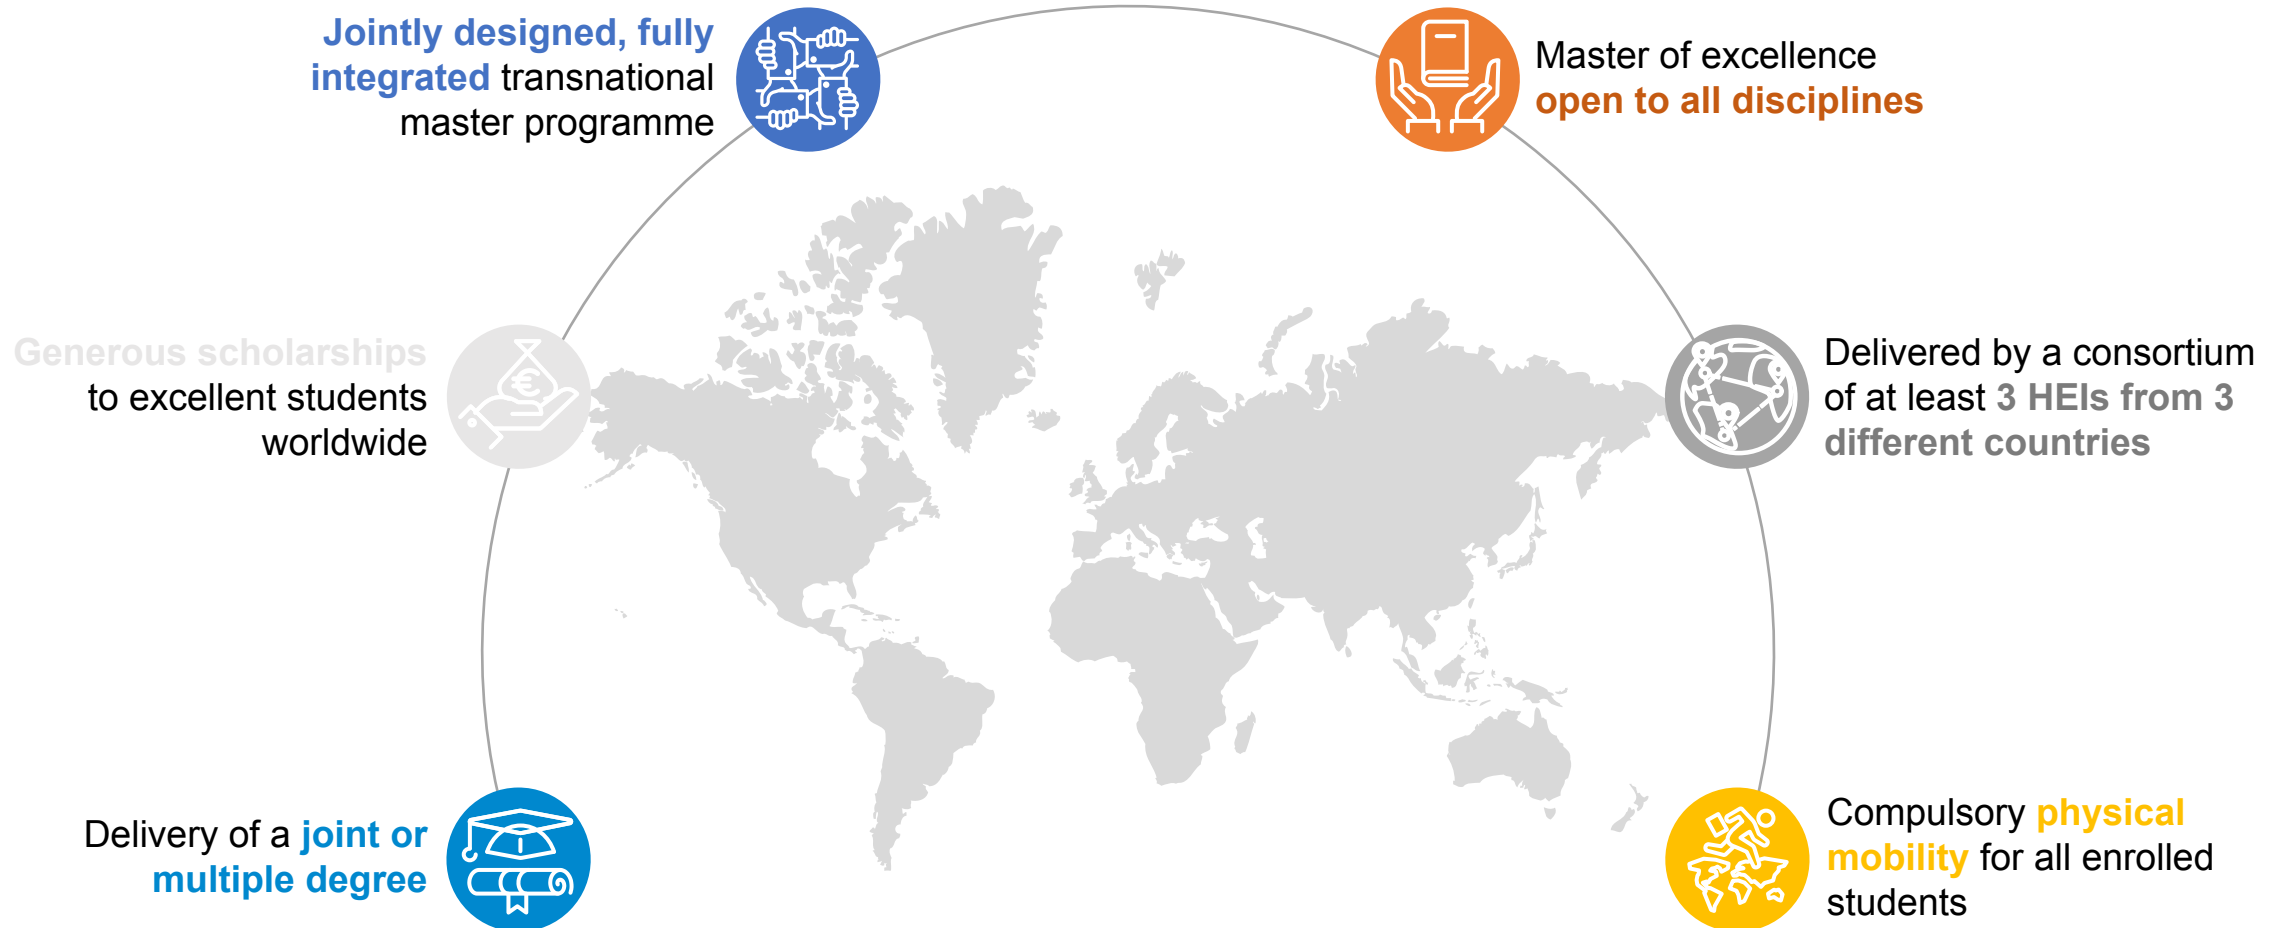 Jointly designed, fully
integrated transnational
master programme
Master of excellence
open to all disciplines
Generous scholarships
to excellent students
worldwide
€
Delivered by a consortium
of at least 3 HEIs from 3
different countries
Delivery of a joint or
multiple degree
Compulsory physical
mobility for all enrolled
students